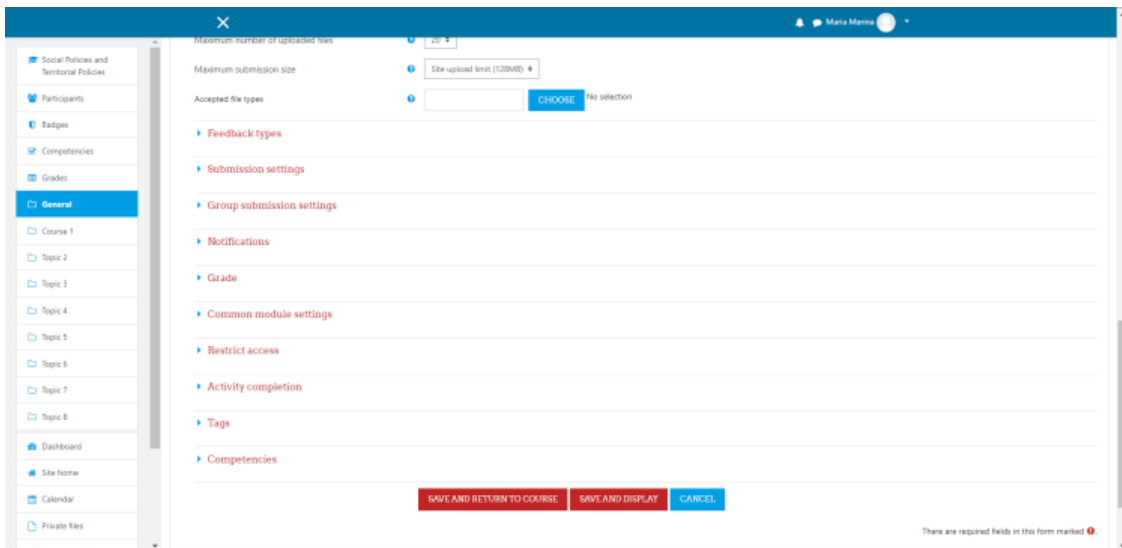 Maria Marina
Social Policies and
Territorial Policies
Participants
Badges
Competencies
Grades
General
Course 1
Topic 2
Topic 3
Topic 4
Topic 5
Topic 6
Topic 7
Topic 8
Dashboard
Site home
Calendar
Private files
Maximum number of uploaded files
20
Maximum submission size
Site upload limit (128MB)
Accepted file types
CHOOSE
No selection
Feedback types
Submission settings
Group submission settings
Notifications
Grade
Common module settings
Restrict access
Activity completion
Tags
Competencies
SAVE AND RETURN TO COURSE
SAVE AND DISPLAY
CANCEL
There are required fields in this form marked